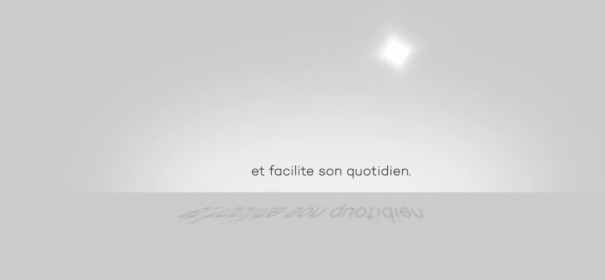 et facilite son quotidien.